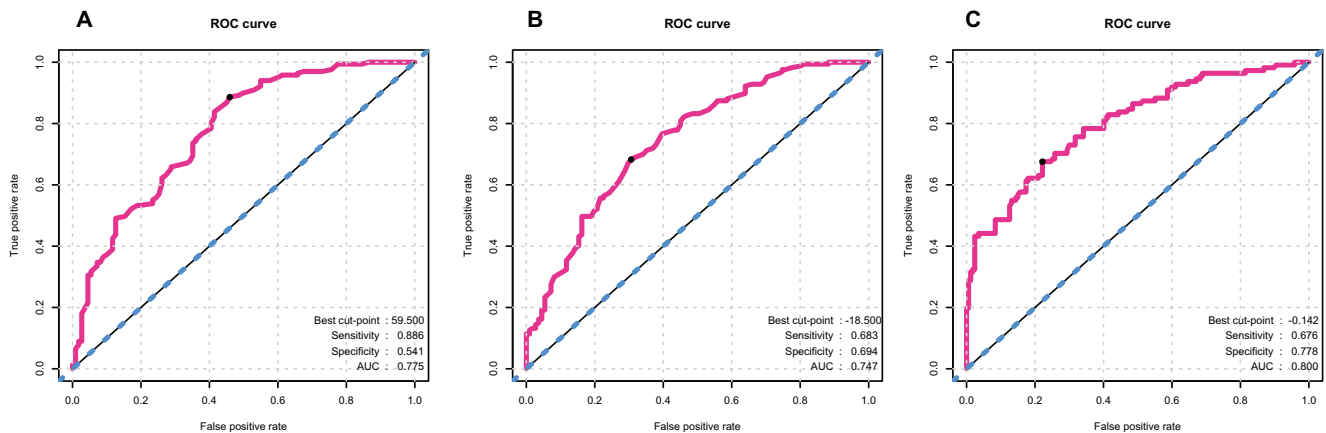 A
ROC curve
True positive rate
1.0
0.8
0.6
0.4
0.2
0.0
Best cut-point : 59.500
Sensitivity : 0.886
Specificity : 0.541
AUC : 0.775
0.0 0.2 0.4 0.6 0.8 1.0
False positive rate
B
ROC curve
True positive rate
1.0
0.8
0.6
0.4
0.2
0.0
Best cut-point : -18.500
Sensitivity : 0.683
Specificity : 0.694
AUC : 0.747
0.0 0.2 0.4 0.6 0.8 1.0
False positive rate
C
ROC curve
True positive rate
1.0
0.8
0.6
0.4
0.2
0.0
Best cut-point : -0.142
Sensitivity : 0.676
Specificity : 0.778
AUC : 0.800
0.0 0.2 0.4 0.6 0.8 1.0
False positive rate